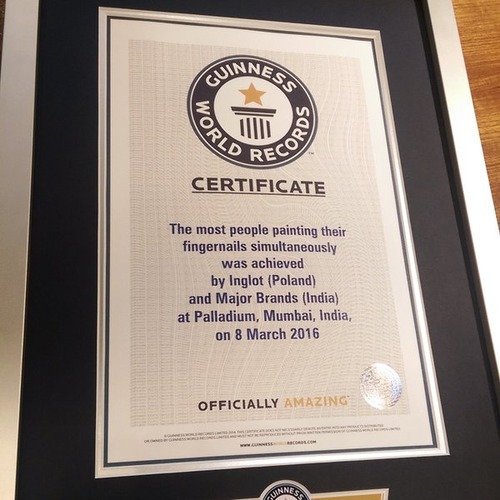 GUINNESS
WORLD RECORDS
CERTIFICATE
The most people painting their
fingernails simultaneously
was achieved
by Inglot (Poland)
and Major Brands (India)
at Palladium, Mumbai, India,
on 8 March 2016
OFFICIALLY AMAZING
WWW.GUINNESSWORLDRECORDS.COM
GUINNESS